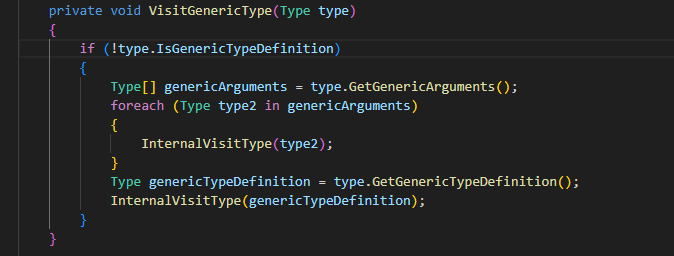 private void VisitGenericType(Type type)
{
if (!type.IsGenericTypeDefinition)
{
Type[] genericArguments = type.GetGenericArguments();
foreach (Type type2 in genericArguments)
{
InternalVisitType(type2);
}
Type genericTypeDefinition = type.GetGenericTypeDefinition();
InternalVisitType(genericTypeDefinition);
}
}